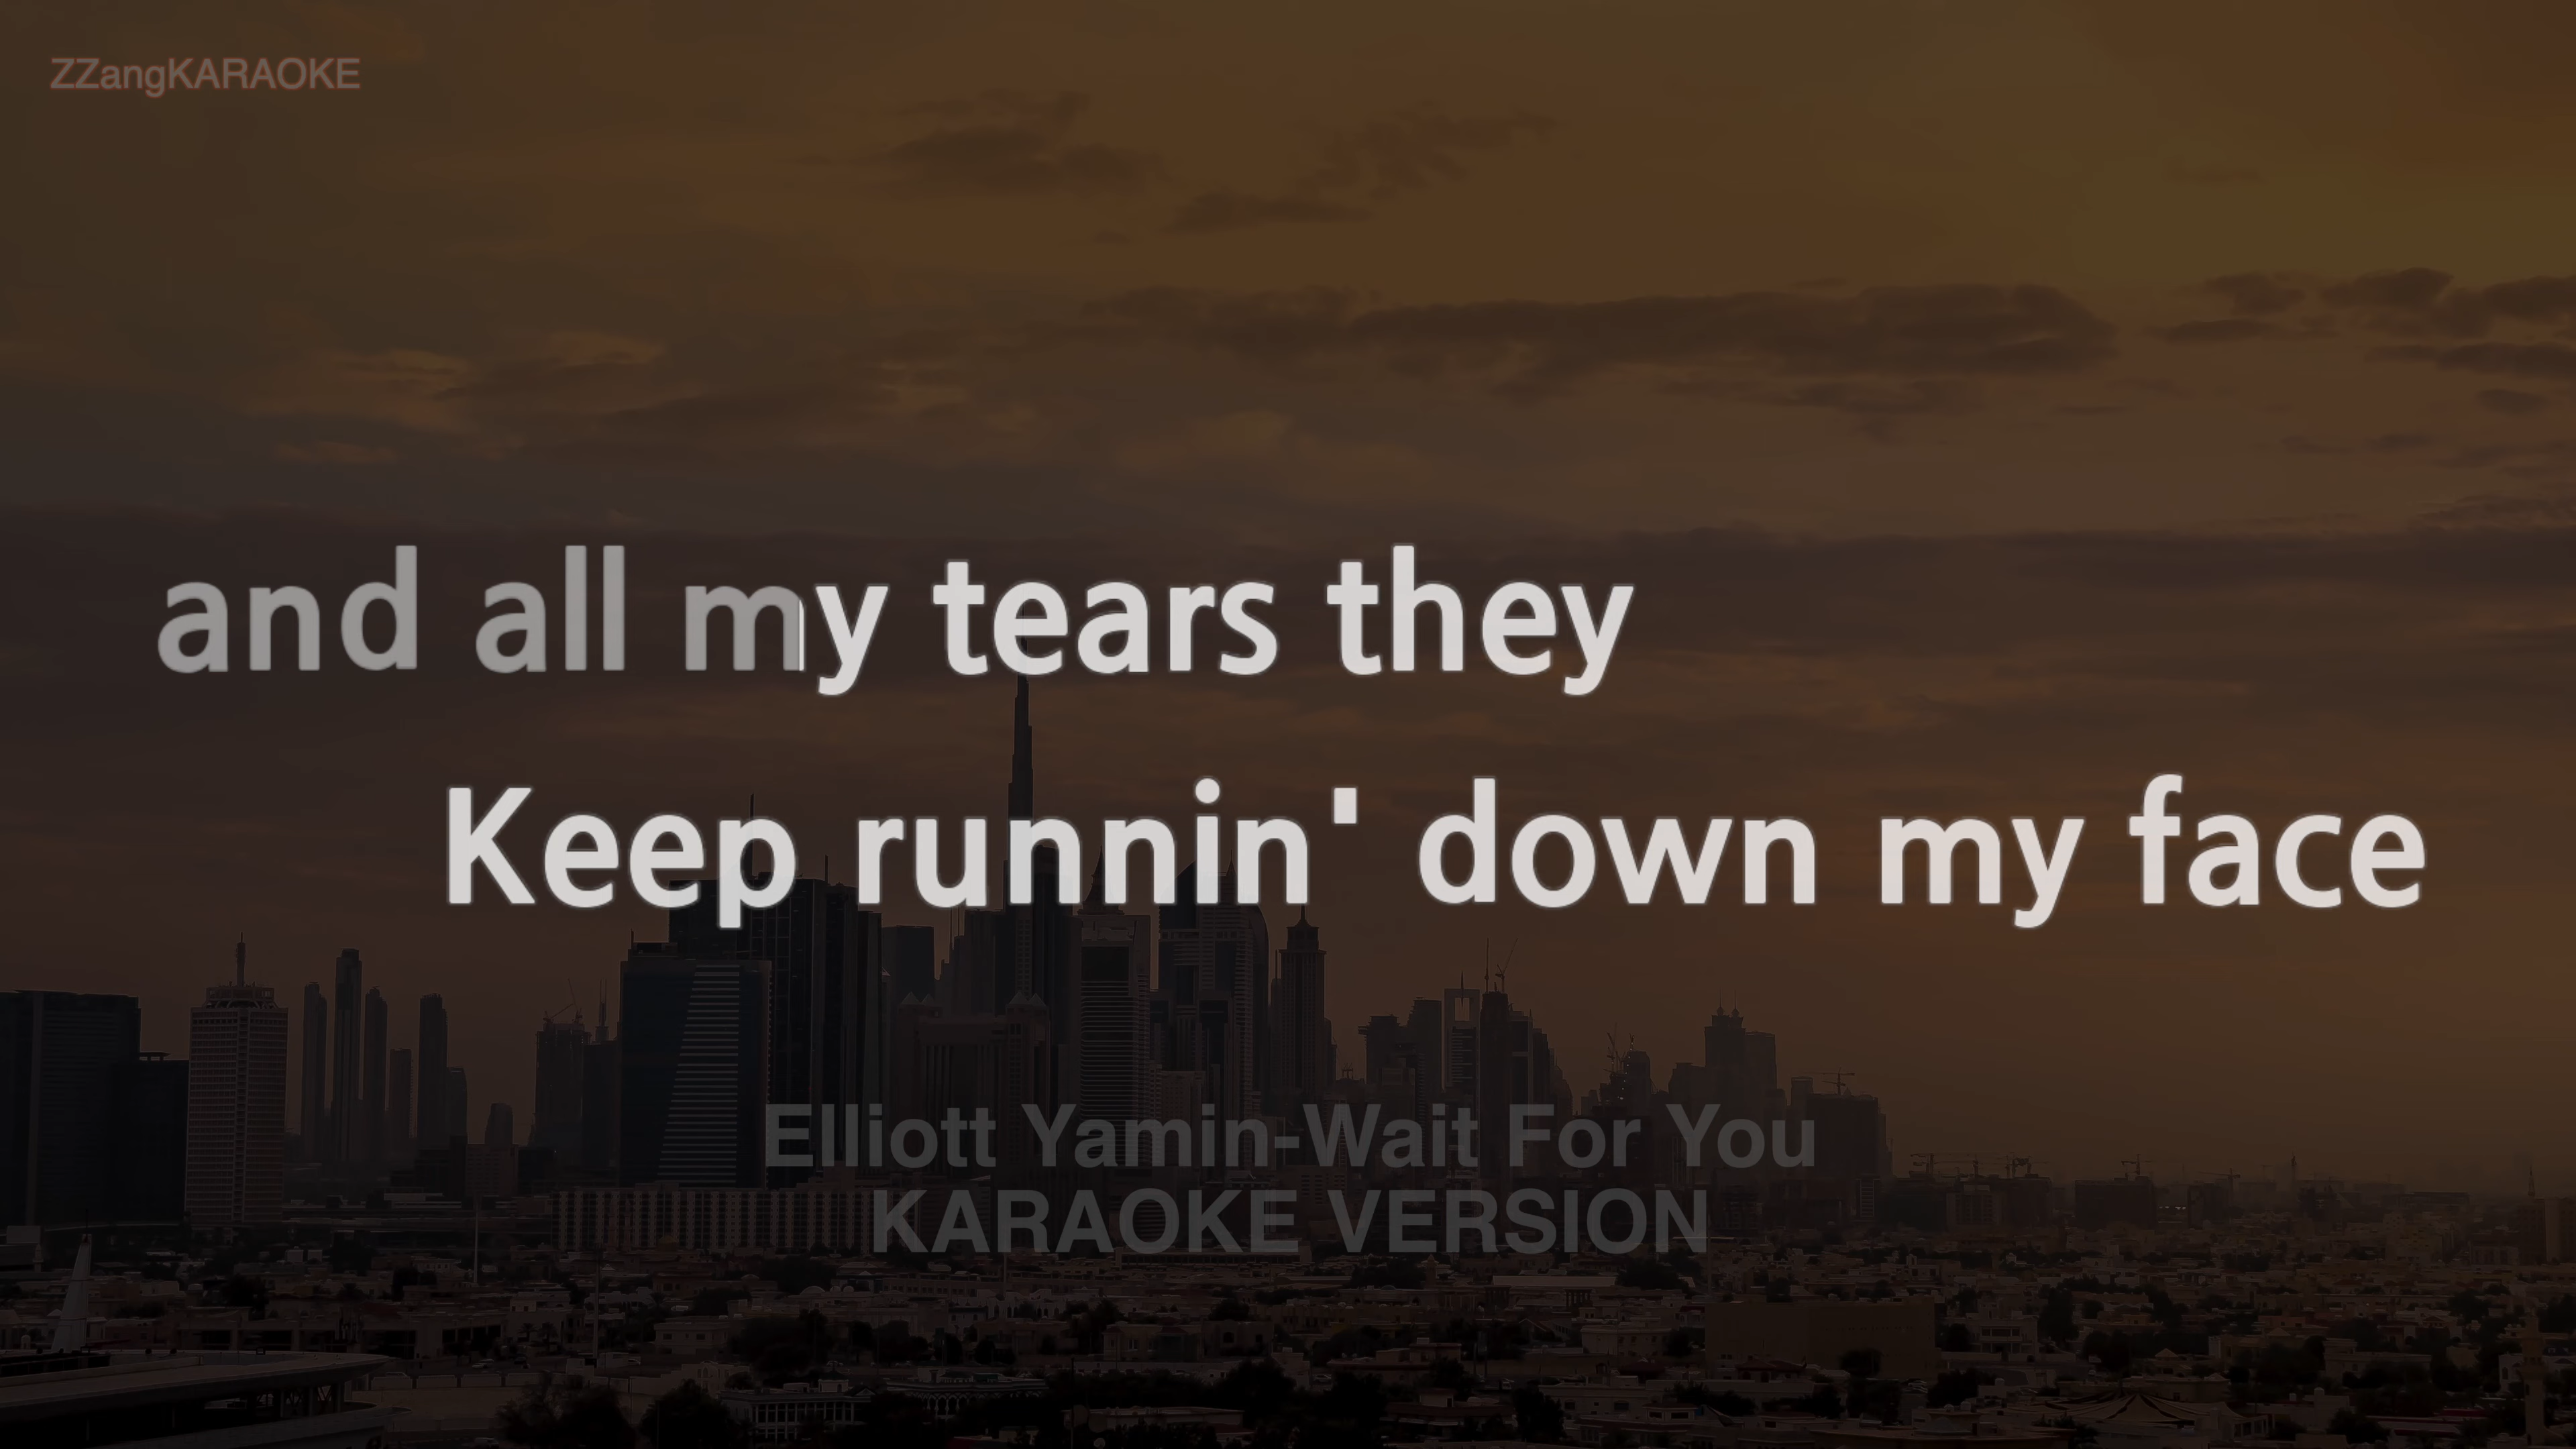 ZZangKARAOKE
and all my tears they
Keep runnin' down my face
Elliott Yamin-Wait For You
KARAOKE VERSION